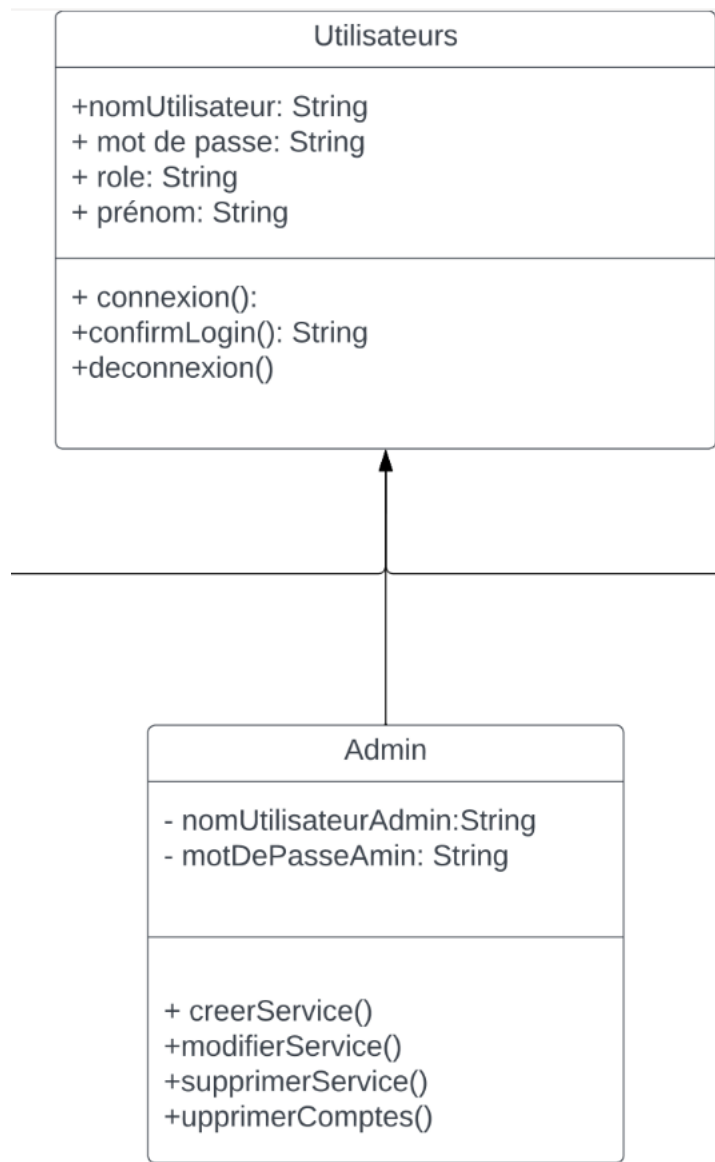 Utilisateurs
+nomUtilisateur: String
+ mot de passe: String
+ role: String
+ prénom: String
+ connexion():
+confirmLogin(): String
+deconnexion()
Admin
- nomUtilisateurAdmin:String
- motDePasseAmin: String
+ creerService()
+modifierService()
+supprimerService()
+upprimerComptes()